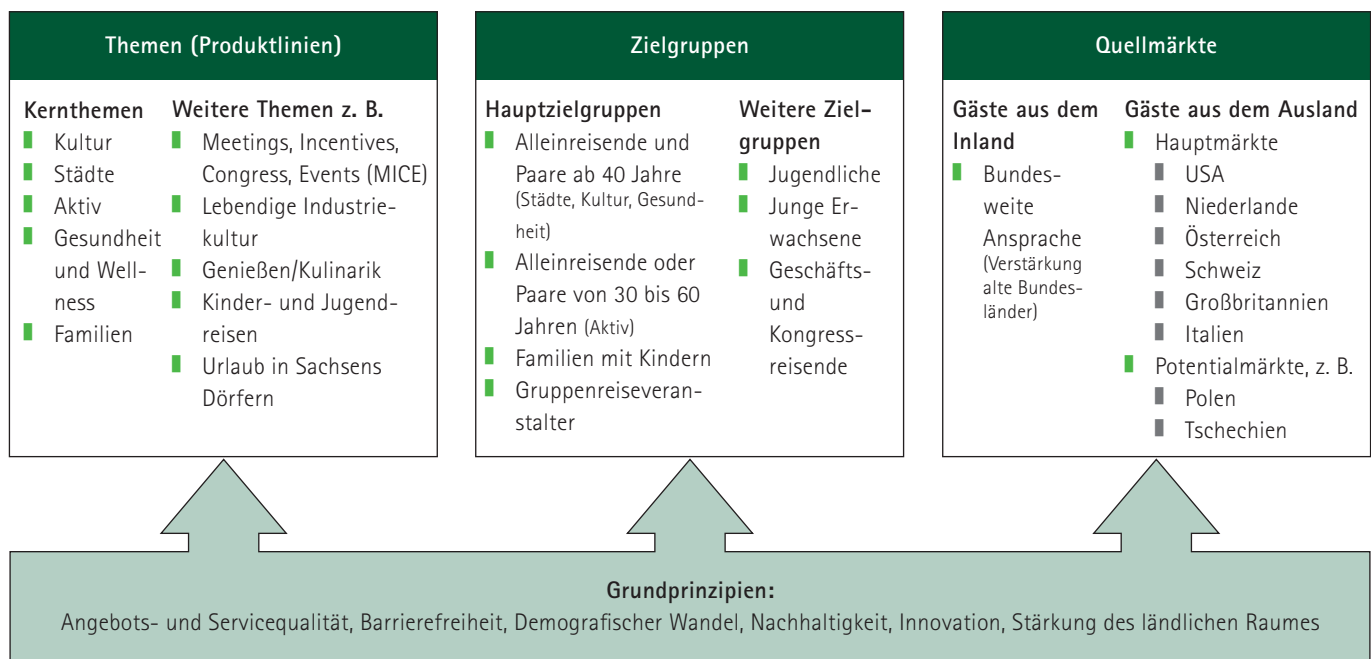 Themen (Produktlinien)
Kernthemen
Kultur
Städte
Aktiv
Gesundheit
und Well-
ness
Familien
Weitere Themen z. B.
Meetings, Incentives,
Congress, Events (MICE)
Lebendige Industrie-
kultur
Genießen/Kulinarik
Kinder- und Jugend-
reisen
Urlaub in Sachsens
Dörfern
Zielgruppen
Hauptzielgruppen
Alleinreisende und
Paare ab 40 Jahre
(Städte, Kultur, Gesund-
heit)
Alleinreisende oder
Paare von 30 bis 60
Jahren (Aktiv)
Familien mit Kindern
Gruppenreiseveran-
stalter
Weitere Ziel-
gruppen
Jugendliche
Junge Er-
wachsene
Geschäfts-
und
Kongress-
reisende
Quellmärkte
Gäste aus dem
Inland
Bundes-
weite
Ansprache
(Verstärkung
alte Bundes-
länder)
Gäste aus dem Ausland
Hauptmärkte
USA
Niederlande
Österreich
Schweiz
Großbritannien
Italien
Potentialmärkte, z. B.
Polen
Tschechien
Grundprinzipien:
Angebots- und Servicequalität, Barrierefreiheit, Demografischer Wandel, Nachhaltigkeit, Innovation, Stärkung des ländlichen Raumes